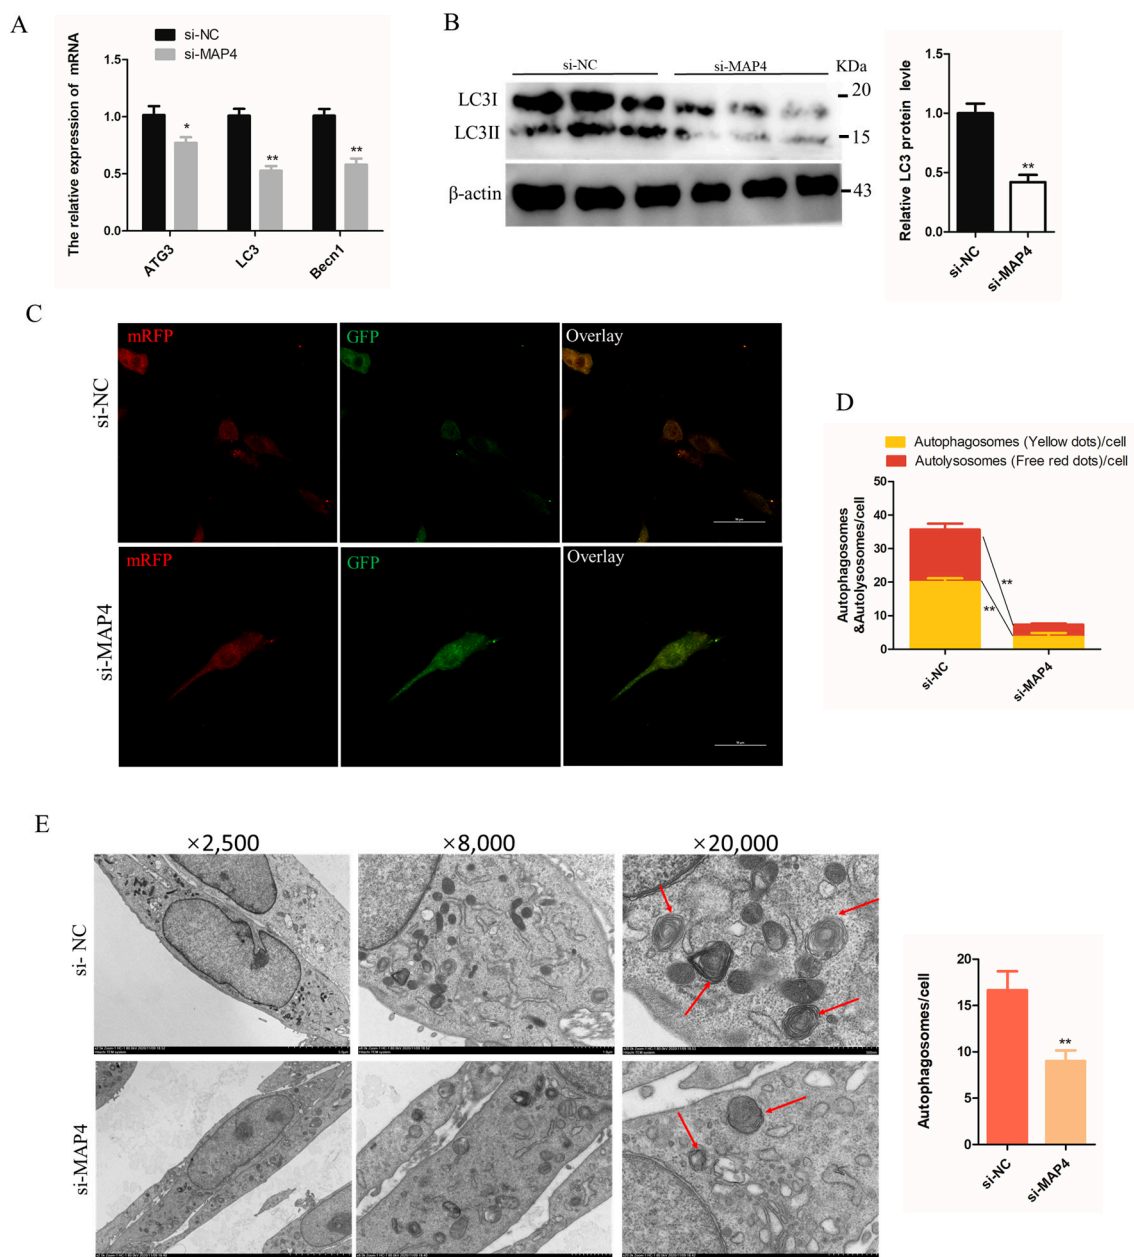 A
si-NC
si-MAP4
The relative expression of mRNA
1.5
1.0
0.5
0.0
*
**
**
ATG3
LC3
Becn1
B
si-NC
si-MAP4
KDa
LC3I
LC3II
β-actin
20
15
43
Relative LC3 protein levle
1.5
1.0
0.5
0.0
**
si-NC
si-MAP4
C
si-NC
mRFP
GFP
Overlay
si-MAP4
mRFP
GFP
Overlay
D
Autophagosomes (Yellow dots)/cell
Autolysosomes (Free red dots)/cell
Autophagosomes
&Autolysosomes/cell
50
40
30
20
10
0
**
**
si-NC
si-MAP4
E
×2,500
×8,000
×20,000
si- NC
si-MAP4
Autophagosomes/cell
20
15
10
5
0
**
si-NC
si-MAP4